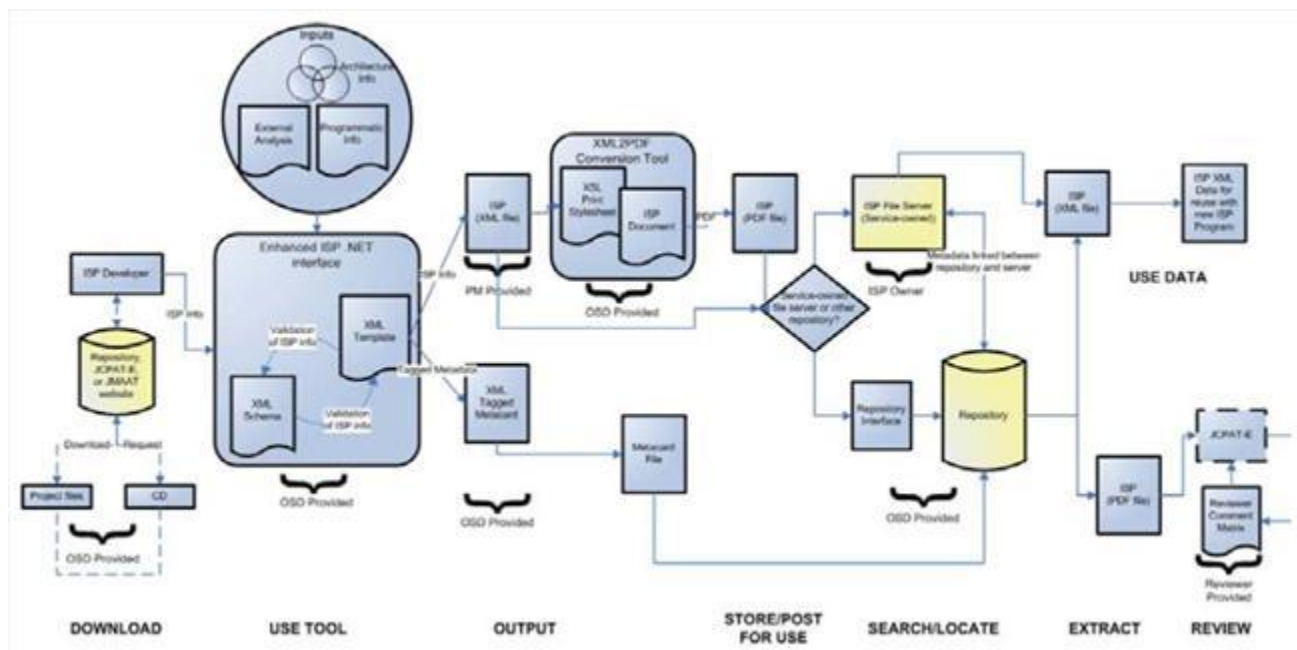 Inputs
Architecture
Info
External
Analysis
Programmatic
Info
Enhanced ISP .NET
interface
ISP Developer
ISP Info
Repository,
JCPAT-E,
or JMAAT
website
Download
Request
Project files
CD
OSD Provided
XML
Template
Validation
of ISP info
XML
Schema
Validation
of ISP info
OSD Provided
ISP Info
Tagged Metadata
ISP
(XML file)
PM Provided
XML2PDF
Conversion Tool
XSL
Print
Stylesheet
ISP
Document
OSD Provided
PDF
ISP
(PDF file)
XML
Tagged
Metacard
OSD Provided
Metacard
File
Service-owned
file server or other
repository?
ISP File Server
(Service-owned)
ISP Owner
Metadata linked between
repository and server
Repository
Interface
Repository
OSD Provided
ISP
(XML file)
ISP XML
Data for
reuse with
new ISP
Program
USE DATA
ISP
(PDF file)
JCPAT-E
Reviewer
Comment
Matrix
Reviewer
Provided
DOWNLOAD
USE TOOL
OUTPUT
STORE/POST
FOR USE
SEARCH/LOCATE
EXTRACT
REVIEW